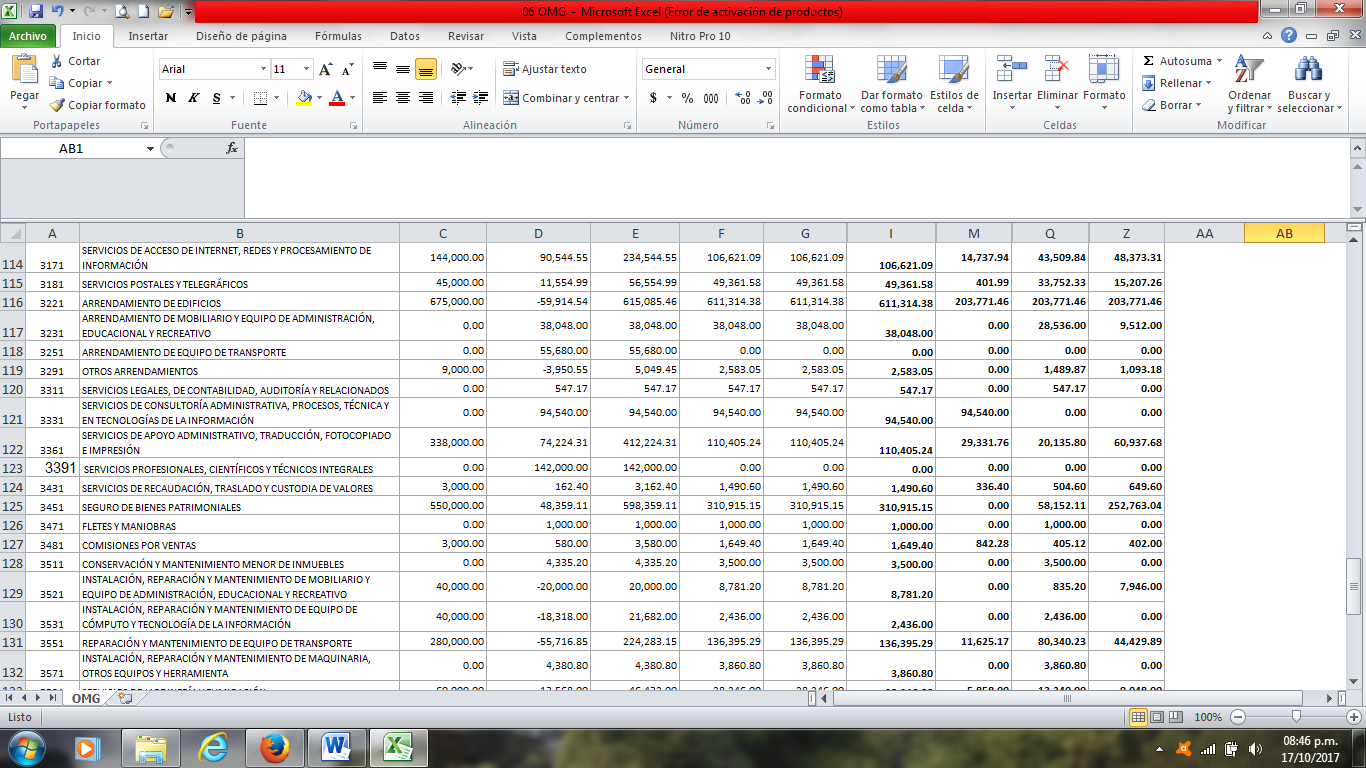 06 OMG - Microsoft Excel (Error de activación de productos)
Archivo Inicio Insertar Diseño de página Fórmulas Datos Revisar Vista Complementos Nitro Pro 10
Pegar
Cortar
Copiar
Copiar formato
Portapapeles
Arial 11
N K S
Fuente
Ajustar texto
Combinar y centrar
Alineación
General
$ % 000
Número
Formato condicional
Dar formato como tabla
Estilos de celda
Estilos
Insertar Eliminar Formato
Celdas
Autosuma
Rellenar
Borrar
Ordenar y filtrar
Buscar y seleccionar
Modificar
AB1 fx
A B C D E F G I M Q Z AA AB
114 3171 SERVICIOS DE ACCESO DE INTERNET, REDES Y PROCESAMIENTO DE INFORMACIÓN 144,000.00 90,544.55 234,544.55 106,621.09 106,621.09 106,621.09 14,737.94 43,509.84 48,373.31
115 3181 SERVICIOS POSTALES Y TELEGRÁFICOS 45,000.00 11,554.99 56,554.99 49,361.58 49,361.58 49,361.58 401.99 33,752.33 15,207.26
116 3221 ARRENDAMIENTO DE EDIFICIOS 675,000.00 -59,914.54 615,085.46 611,314.38 611,314.38 611,314.38 203,771.46 203,771.46 203,771.46
117 3231 ARRENDAMIENTO DE MOBILIARIO Y EQUIPO DE ADMINISTRACIÓN, EDUCACIONAL Y RECREATIVO 0.00 38,048.00 38,048.00 38,048.00 38,048.00 38,048.00 0.00 28,536.00 9,512.00
118 3251 ARRENDAMIENTO DE EQUIPO DE TRANSPORTE 0.00 55,680.00 55,680.00 0.00 0.00 0.00 0.00 0.00 0.00
119 3291 OTROS ARRENDAMIENTOS 9,000.00 -3,950.55 5,049.45 2,583.05 2,583.05 2,583.05 0.00 1,489.87 1,093.18
120 3311 SERVICIOS LEGALES, DE CONTABILIDAD, AUDITORÍA Y RELACIONADOS 0.00 547.17 547.17 547.17 547.17 547.17 0.00 547.17 0.00
121 3331 SERVICIOS DE CONSULTORÍA ADMINISTRATIVA, PROCESOS, TÉCNICA Y EN TECNOLOGÍAS DE LA INFORMACIÓN 0.00 94,540.00 94,540.00 94,540.00 94,540.00 94,540.00 94,540.00 0.00 0.00
122 3361 SERVICIOS DE APOYO ADMINISTRATIVO, TRADUCCIÓN, FOTOCOPIADO E IMPRESIÓN 338,000.00 74,224.31 412,224.31 110,405.24 110,405.24 110,405.24 29,331.76 20,135.80 60,937.68
123 3391 SERVICIOS PROFESIONALES, CIENTÍFICOS Y TÉCNICOS INTEGRALES 0.00 142,000.00 142,000.00 0.00 0.00 0.00 0.00 0.00 0.00
124 3431 SERVICIOS DE RECAUDACIÓN, TRASLADO Y CUSTODIA DE VALORES 3,000.00 162.40 3,162.40 1,490.60 1,490.60 1,490.60 336.40 504.60 649.60
125 3451 SEGURO DE BIENES PATRIMONIALES 550,000.00 48,359.11 598,359.11 310,915.15 310,915.15 310,915.15 0.00 58,152.11 252,763.04
126 3471 FLETES Y MANIOBRAS 0.00 1,000.00 1,000.00 1,000.00 1,000.00 1,000.00 0.00 1,000.00 0.00
127 3481 COMISIONES POR VENTAS 3,000.00 580.00 3,580.00 1,649.40 1,649.40 1,649.40 842.28 405.12 402.00
128 3511 CONSERVACIÓN Y MANTENIMIENTO MENOR DE INMUEBLES 0.00 4,335.20 4,335.20 3,500.00 3,500.00 3,500.00 0.00 3,500.00 0.00
129 3521 INSTALACIÓN, REPARACIÓN Y MANTENIMIENTO DE MOBILIARIO Y EQUIPO DE ADMINISTRACIÓN, EDUCACIONAL Y RECREATIVO 40,000.00 -20,000.00 20,000.00 8,781.20 8,781.20 8,781.20 0.00 835.20 7,946.00
130 3531 INSTALACIÓN, REPARACIÓN Y MANTENIMIENTO DE EQUIPO DE CÓMPUTO Y TECNOLOGÍA DE LA INFORMACIÓN 40,000.00 -18,318.00 21,682.00 2,436.00 2,436.00 2,436.00 0.00 2,436.00 0.00
131 3551 REPARACIÓN Y MANTENIMIENTO DE EQUIPO DE TRANSPORTE 280,000.00 -55,716.85 224,283.15 136,395.29 136,395.29 136,395.29 11,625.17 80,340.23 44,429.89
132 3571 INSTALACIÓN, REPARACIÓN Y MANTENIMIENTO DE MAQUINARIA, OTROS EQUIPOS Y HERRAMIENTA 0.00 4,380.80 4,380.80 3,860.80 3,860.80 3,860.80 0.00 3,860.80 0.00
OMG
Listo 100%
08:46 p.m.
17/10/2017